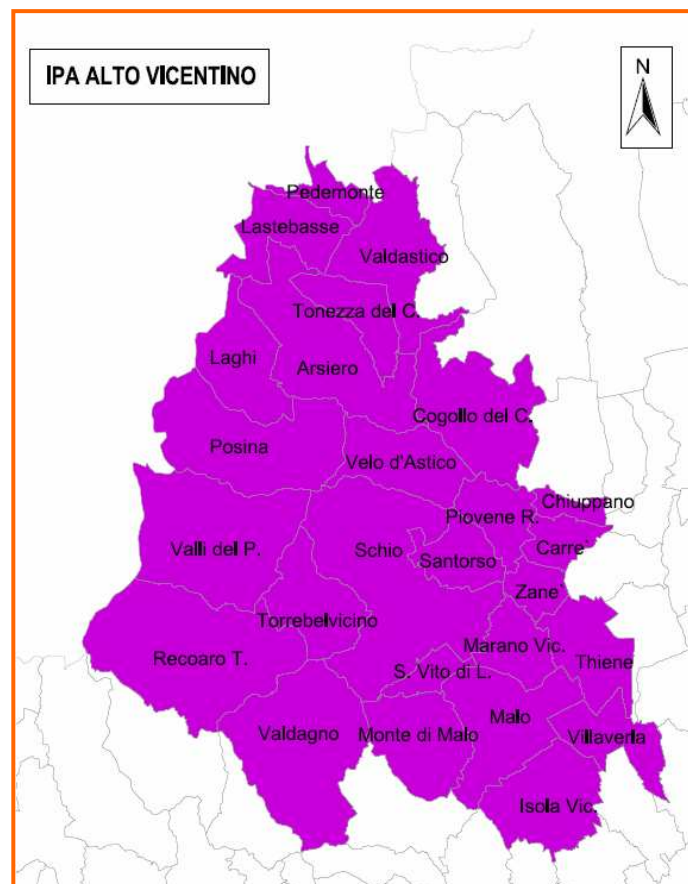 IPA ALTO VICENTINO
N
Pedemonte
Lastebasse
Valdastico
Tonezza del C.
Laghi
Arsiero
Cogollo del C.
Posina
Velo d'Astico
Chiuppano
Piovene R.
Valli del P.
Schio
Santorso
Carre`
Zane`
Torrebelvicino
Marano Vic.
Recoaro T.
S. Vito di L.
Thiene
Malo
Valdagno
Monte di Malo
Villaverla
Isola Vic.